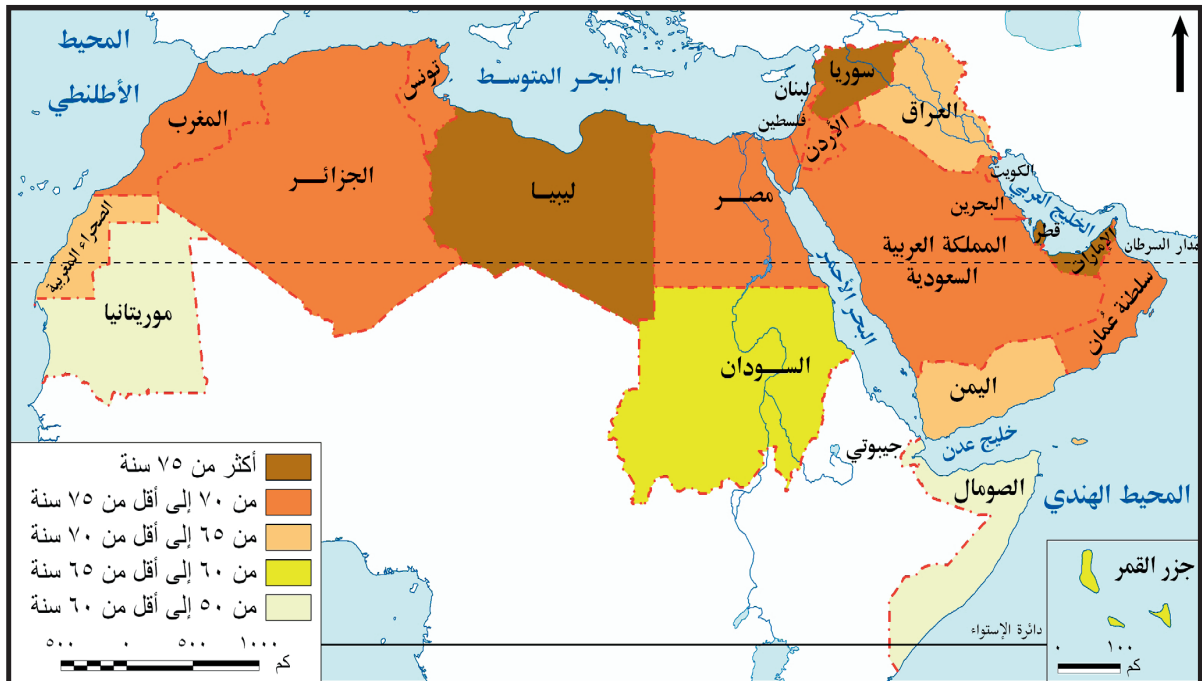 المحيط
الأطلنطي
البحر المتوسط
تونس
المغرب
الجزائر
ليبيا
مصر
سوريا
لبنان
فلسطين
الأردن
العراق
الكويت
الخليج العربي
البحرين
قطر
الإمارات
مدار السرطان
المملكة العربية
السعودية
سلطنة عُمان
البحر الأحمر
الصحراء المغربية
موريتانيا
السودان
اليمن
خليج عدن
جيبوتي
الصومال
المحيط الهندي
جزر القمر
٠ ١٠٠
كم
دائرة الإستواء
أكثر من ٧٥ سنة
من ٧٠ إلى أقل من ٧٥ سنة
من ٦٥ إلى أقل من ٧٠ سنة
من ٦٠ إلى أقل من ٦٥ سنة
من ٥٠ إلى أقل من ٦٠ سنة
٥٠٠ ٠ ٥٠٠ ١٠٠٠
كم